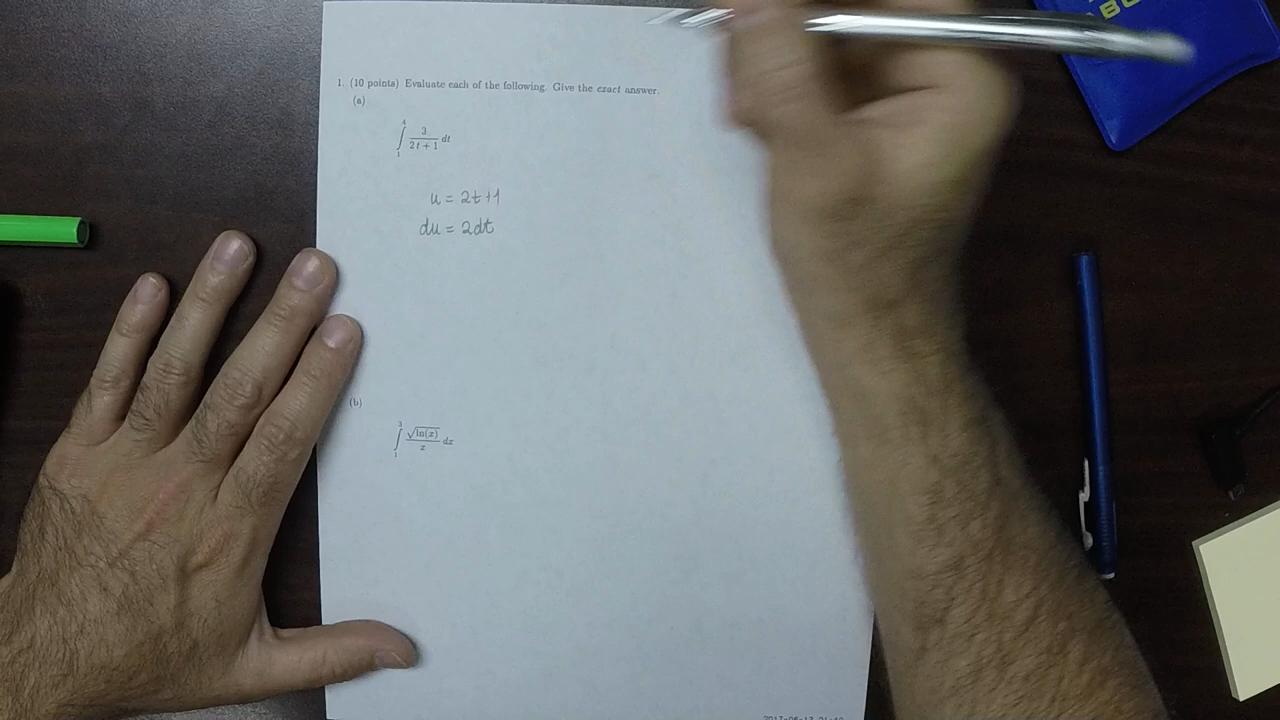 1. (10 points) Evaluate each of the following. Give the exact answer.
(a)
∫₁⁴ 3/(2t + 1) dt
u = 2t+1
du = 2dt
(b)
∫₁³ √ln(x)/x dx